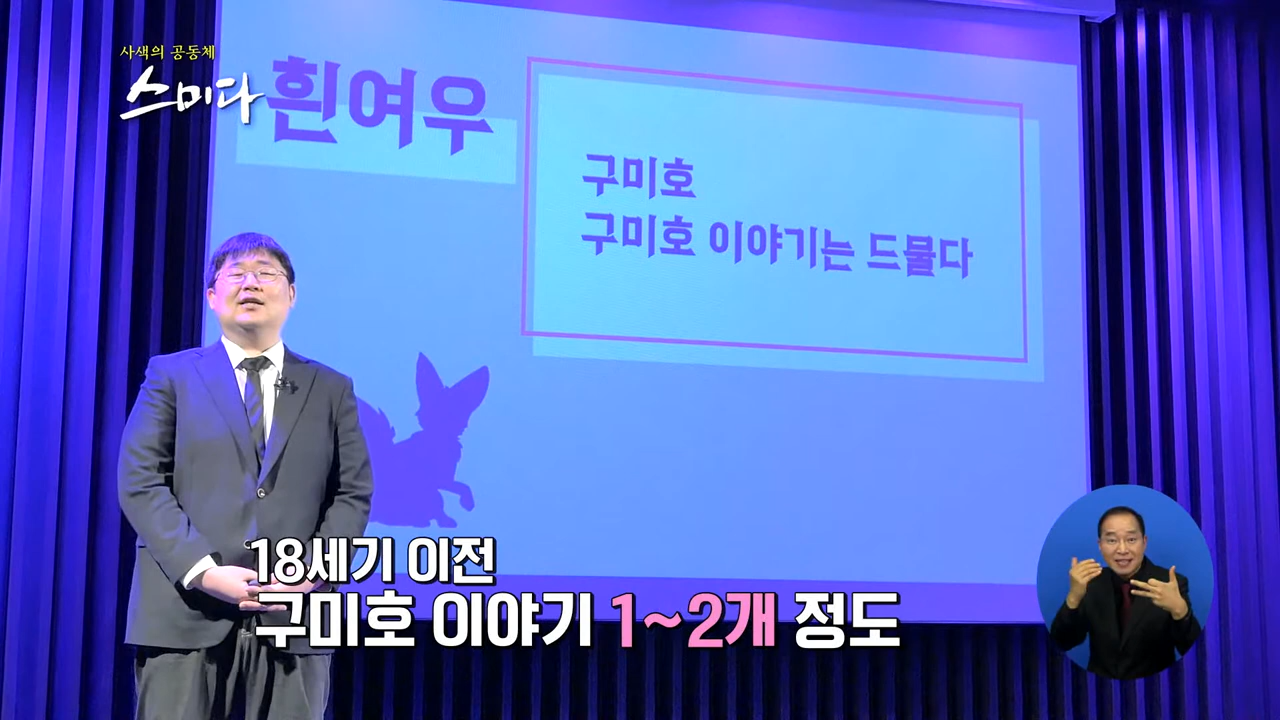 사색의 공동체
스미다
흰여우
구미호
구미호 이야기는 드물다
18세기 이전
구미호 이야기 1~2개 정도